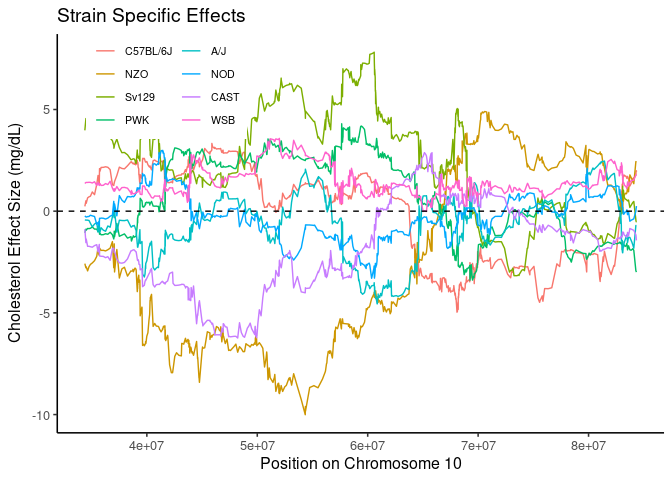 Strain Specific Effects
C57BL/6J A/J
NZO NOD
Sv129 CAST
PWK WSB
Cholesterol Effect Size (mg/dL)
5
0
-5
-10
4e+07 5e+07 6e+07 7e+07 8e+07
Position on Chromosome 10